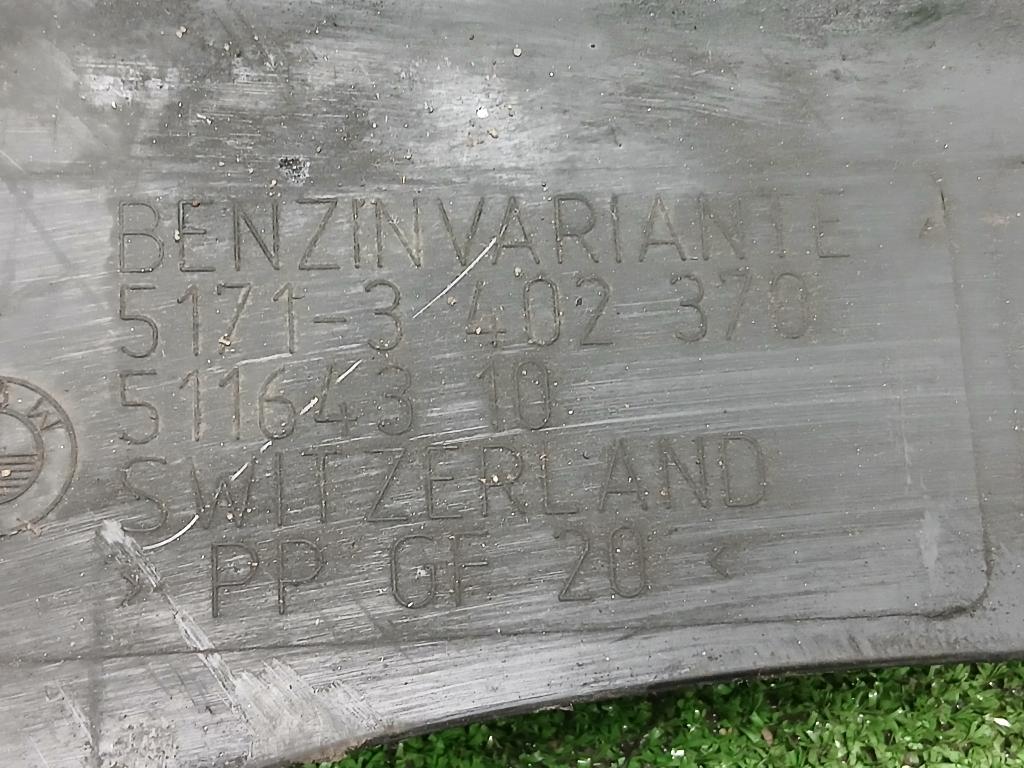 BENZINVARIANTE
5171-3 402 370
511643 10
SWITZERLAND
> PP GF 20 <